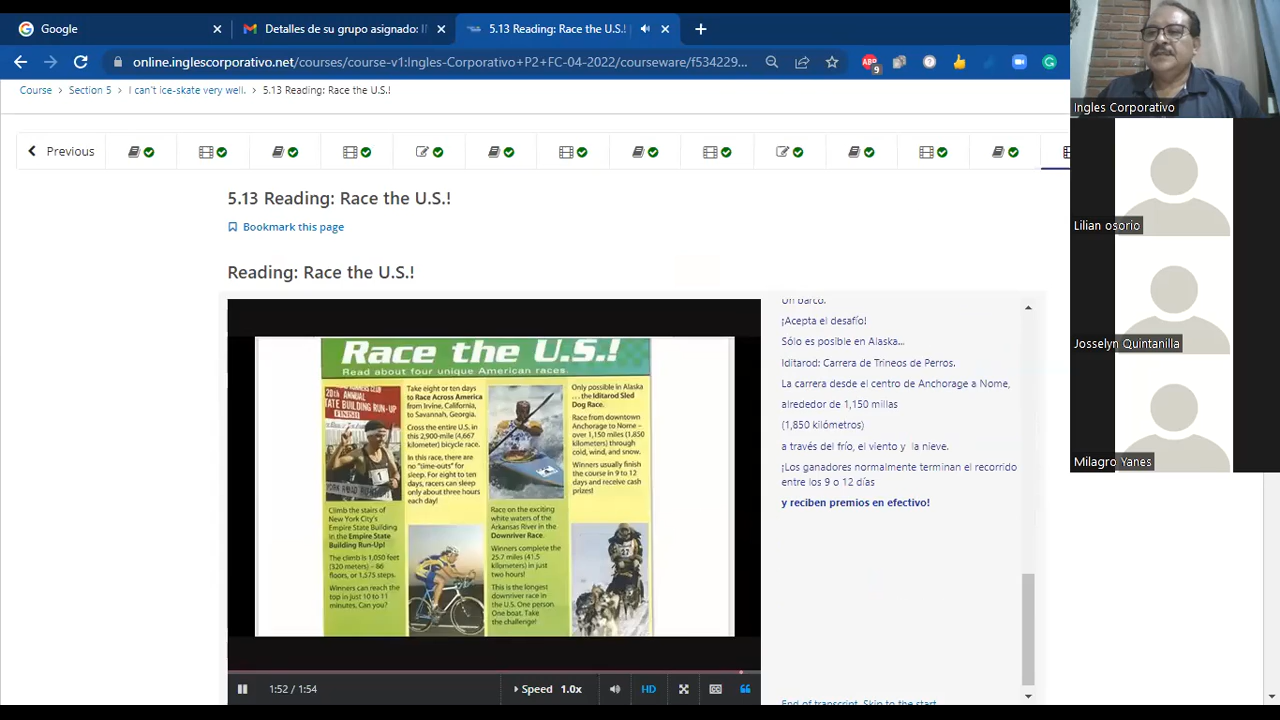 Google
Detalles de su grupo asignado:
5.13 Reading: Race the U.S.!
online.inglescorporativo.net/courses/course-v1:Ingles-Corporativo+P2+FC-04-2022/courseware/f534229...
ABP
9
Course > Section 5 > I can't ice-skate very well. > 5.13 Reading: Race the U.S.!
Previous
5.13 Reading: Race the U.S.!
Bookmark this page
Reading: Race the U.S.!
Race the U.S.!
Read about four unique American races.
20TH ANNUAL
TATE BUILDING RUN-UP
1
Climb the stairs of
New York City's
Empire State Building
in the Empire State
Building Run-Up!
The climb is 1,050 feet
(320 meters) – 86
floors, or 1,575 steps.
Winners can reach the
top in just 10 to 11
minutes. Can you?
Take eight or ten days
to Race Across America
from Irvine, California,
to Savannah, Georgia.
Cross the entire U.S. in
this 2,900-mile (4,667
kilometer) bicycle race.
In this race, there are
no "time-outs" for
sleep. For eight to ten
days, racers can sleep
only about three hours
each day!
Race on the exciting
white waters of the
Arkansas River in the
Downriver Race.
Winners complete the
25.7 miles (41.5
kilometers) in just
two hours!
This is the longest
downriver race in
the U.S. One person.
One boat. Take
the challenge!
Only possible in Alaska
... the Iditarod Sled
Dog Race.
Race from downtown
Anchorage to Nome –
over 1,150 miles (1,850
kilometers) through
cold, wind, and snow.
Winners usually finish
the course in 9 to 12
days and receive cash
prizes!
Un barco.
¡Acepta el desafío!
Sólo es posible en Alaska...
Iditarod: Carrera de Trineos de Perros.
La carrera desde el centro de Anchorage a Nome,
alrededor de 1,150 millas
(1,850 kilómetros)
a través del frío, el viento y la nieve.
¡Los ganadores normalmente terminan el recorrido
entre los 9 o 12 días
y reciben premios en efectivo!
End of transcript. Skip to the start.
1:52 / 1:54
Speed 1.0x
HD
Ingles Corporativo
Lilian osorio
Josselyn Quintanilla
Milagro Yanes